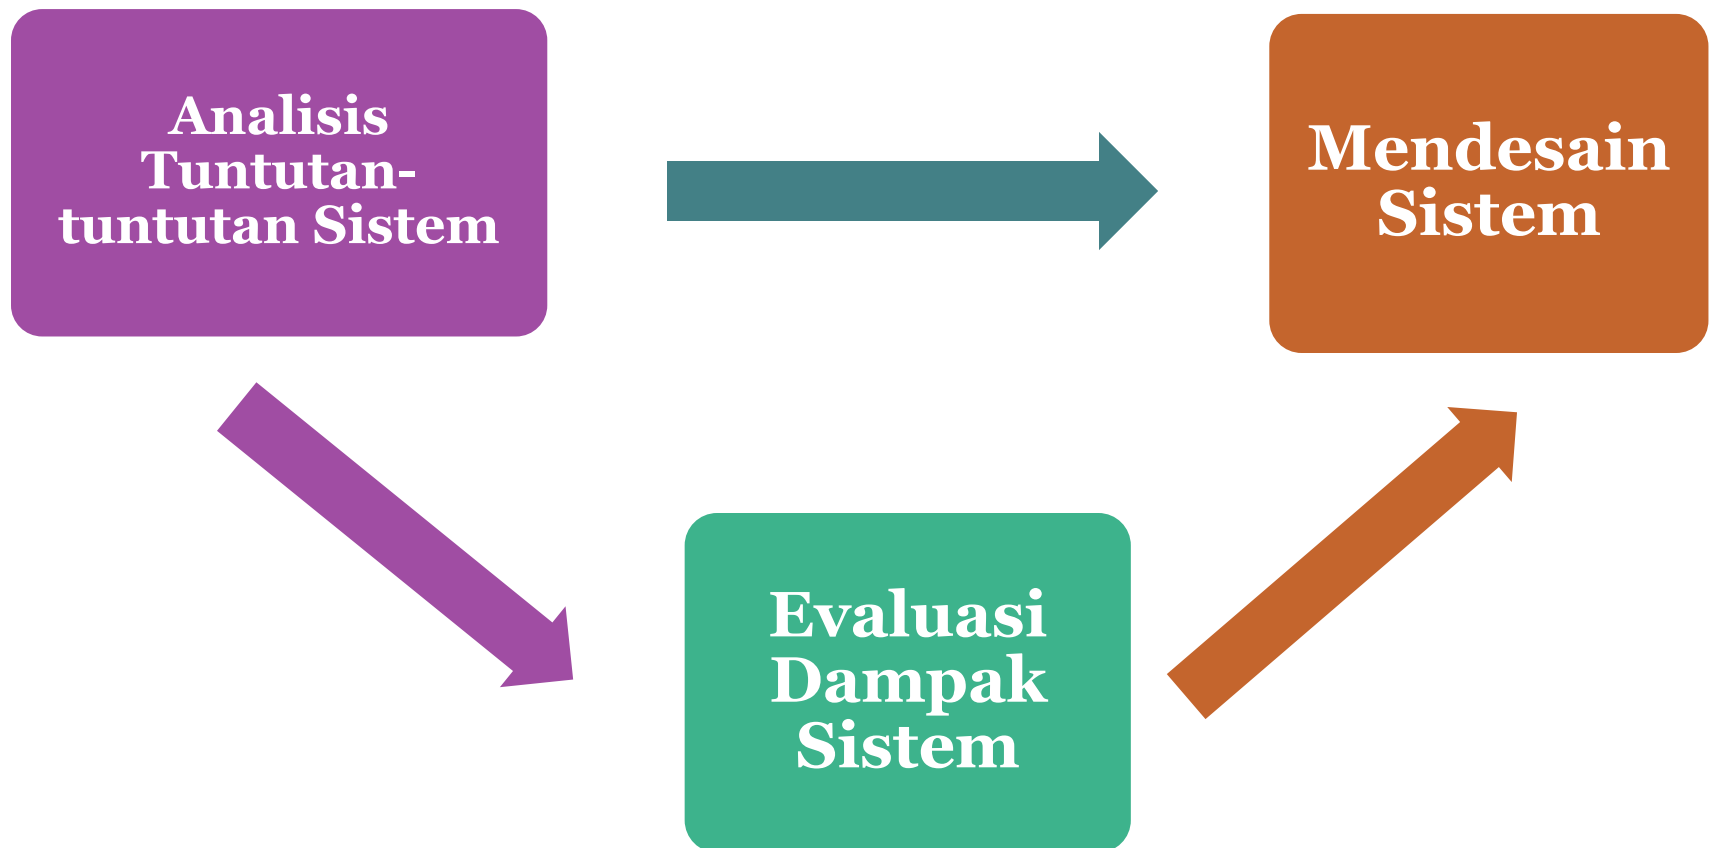 Analisis
Tuntutan-
tuntutan Sistem
Mendesain
Sistem
Evaluasi
Dampak
Sistem